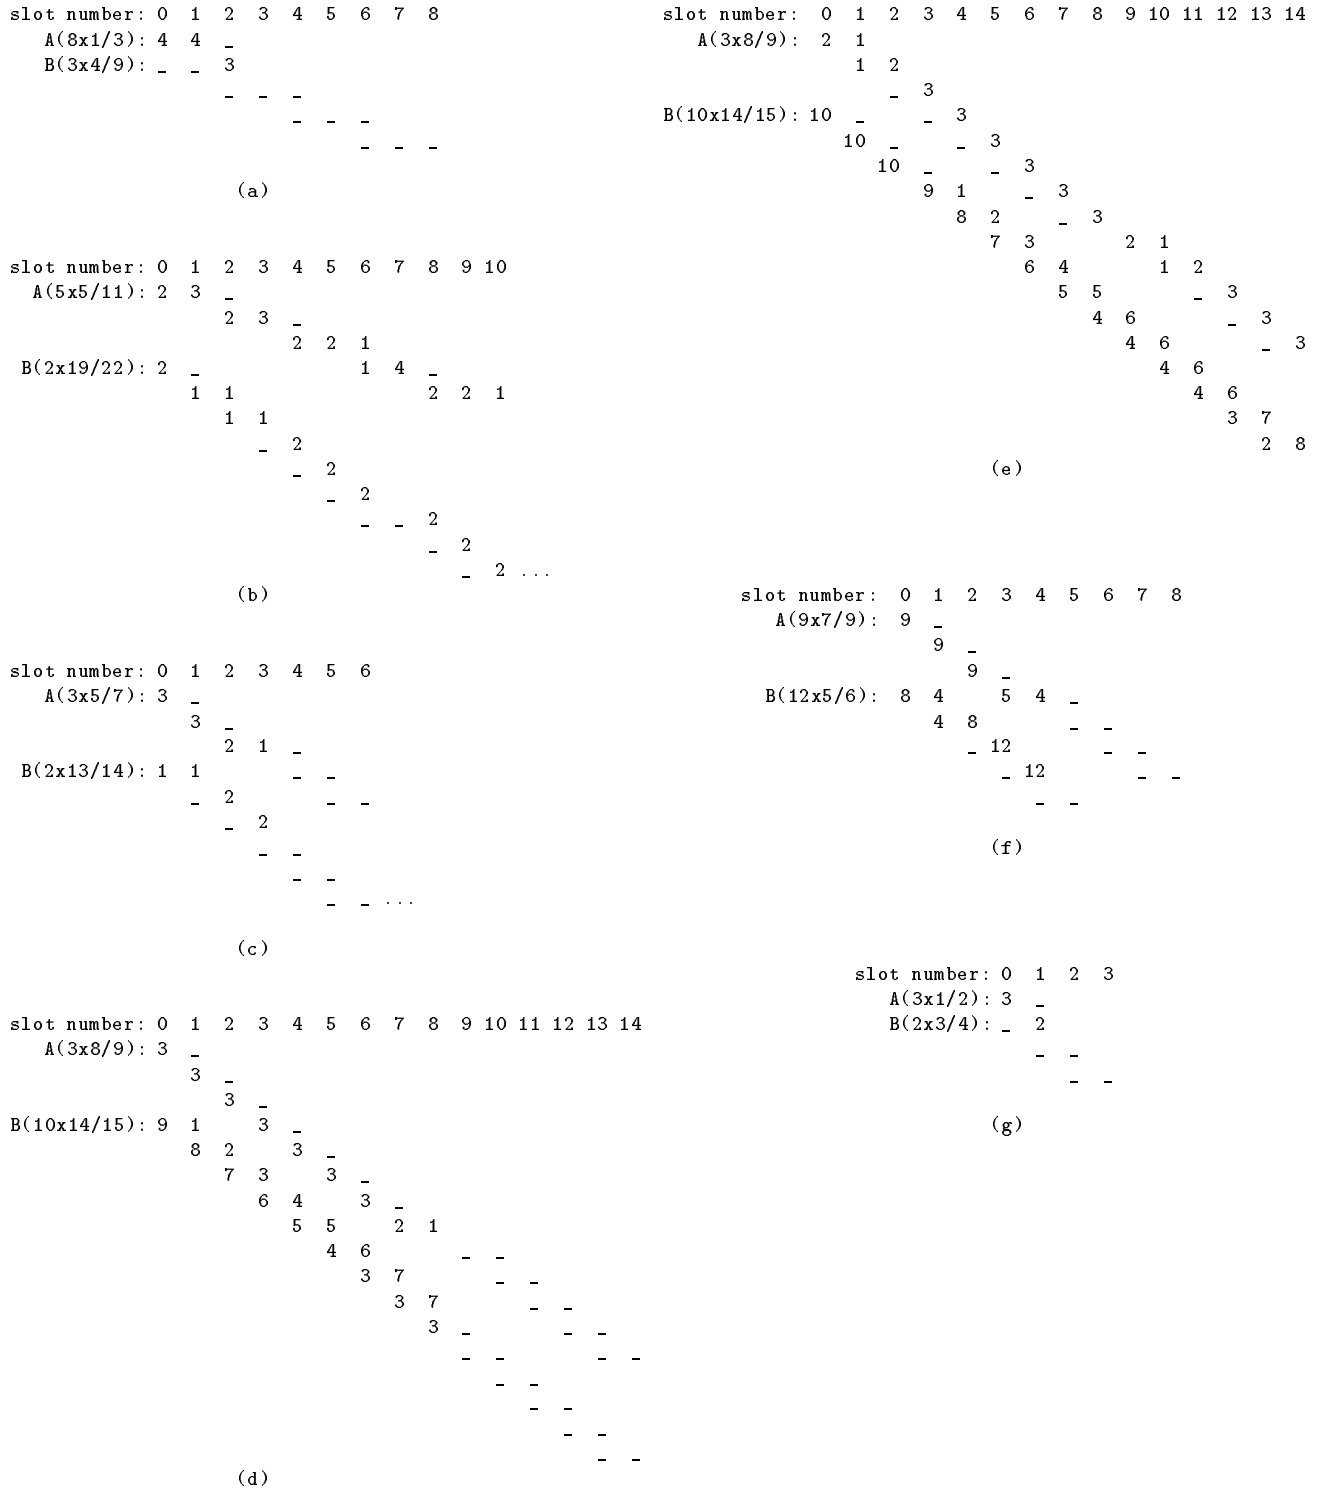 slot number: 0 1 2 3 4 5 6 7 8
A(8x1/3): 4 4 _
B(3x4/9): _ _ 3
_ _ _
_ _ _
_ _ _
(a)
slot number: 0 1 2 3 4 5 6 7 8 9 10
A(5x5/11): 2 3 _
2 3 _
2 2 1
B(2x19/22): 2 _ 1 4 _
1 1 2 2 1
1 1
_ 2
_ 2
_ 2
_ _ 2
_ 2
_ 2 ...
(b)
slot number: 0 1 2 3 4 5 6
A(3x5/7): 3 _
3 _
2 1 _
B(2x13/14): 1 1 _ _
_ 2 _ _
_ 2
_ _
_ _
_ _ ...
(c)
slot number: 0 1 2 3 4 5 6 7 8 9 10 11 12 13 14
A(3x8/9): 3 _
3 _
3 _
B(10x14/15): 9 1 3 _
8 2 3 _
7 3 3 _
6 4 3 _
5 5 2 1
4 6 _ _
3 7 _ _
3 7 _ _
3 _ _ _
_ _ _ _
_ _
_ _
_ _
_ _
(d)
slot number: 0 1 2 3 4 5 6 7 8 9 10 11 12 13 14
A(3x8/9): 2 1
1 2
_ 3
B(10x14/15): 10 _ _ 3
10 _ _ 3
10 _ _ 3
9 1 _ 3
8 2 _ 3
7 3 2 1
6 4 1 2
5 5 _ 3
4 6 _ 3
4 6 _ 3
4 6
4 6
3 7
2 8
(e)
slot number: 0 1 2 3 4 5 6 7 8
A(9x7/9): 9 _
9 _
9 _
B(12x5/6): 8 4 5 4 _
4 8 _ _
_ 12 _ _
_ 12 _ _
_ _
(f)
slot number: 0 1 2 3
A(3x1/2): 3 _
B(2x3/4): _ 2
_ _
_ _
(g)